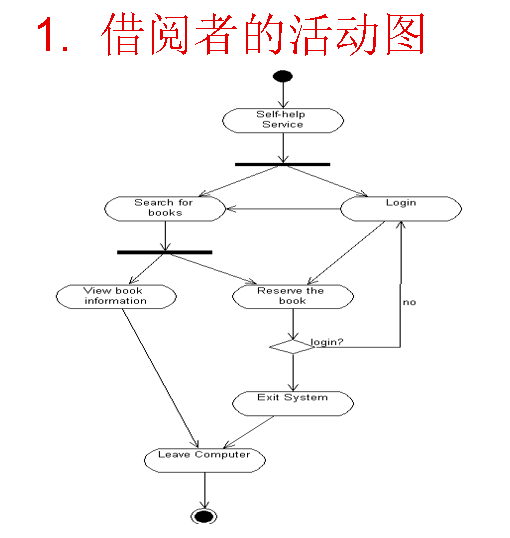 1. 借阅者的活动图
Self-help
Service
Search for
books
Login
View book
information
Reserve the
book
no
login?
Exit System
Leave Computer